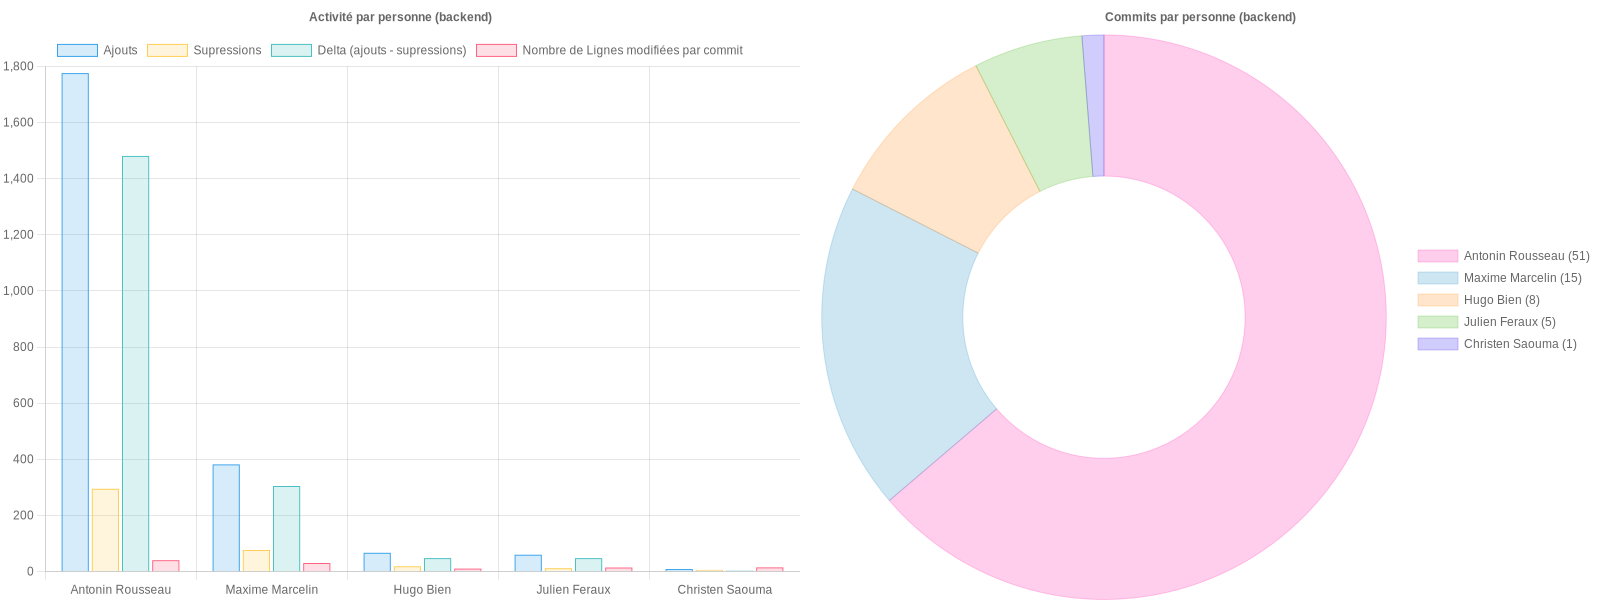 Activité par personne (backend)
Ajouts Supressions Delta (ajouts - supressions) Nombre de Lignes modifiées par commit
1,800
1,600
1,400
1,200
1,000
800
600
400
200
0
Antonin Rousseau Maxime Marcelin Hugo Bien Julien Feraux Christen Saouma
Commits par personne (backend)
Antonin Rousseau (51)
Maxime Marcelin (15)
Hugo Bien (8)
Julien Feraux (5)
Christen Saouma (1)